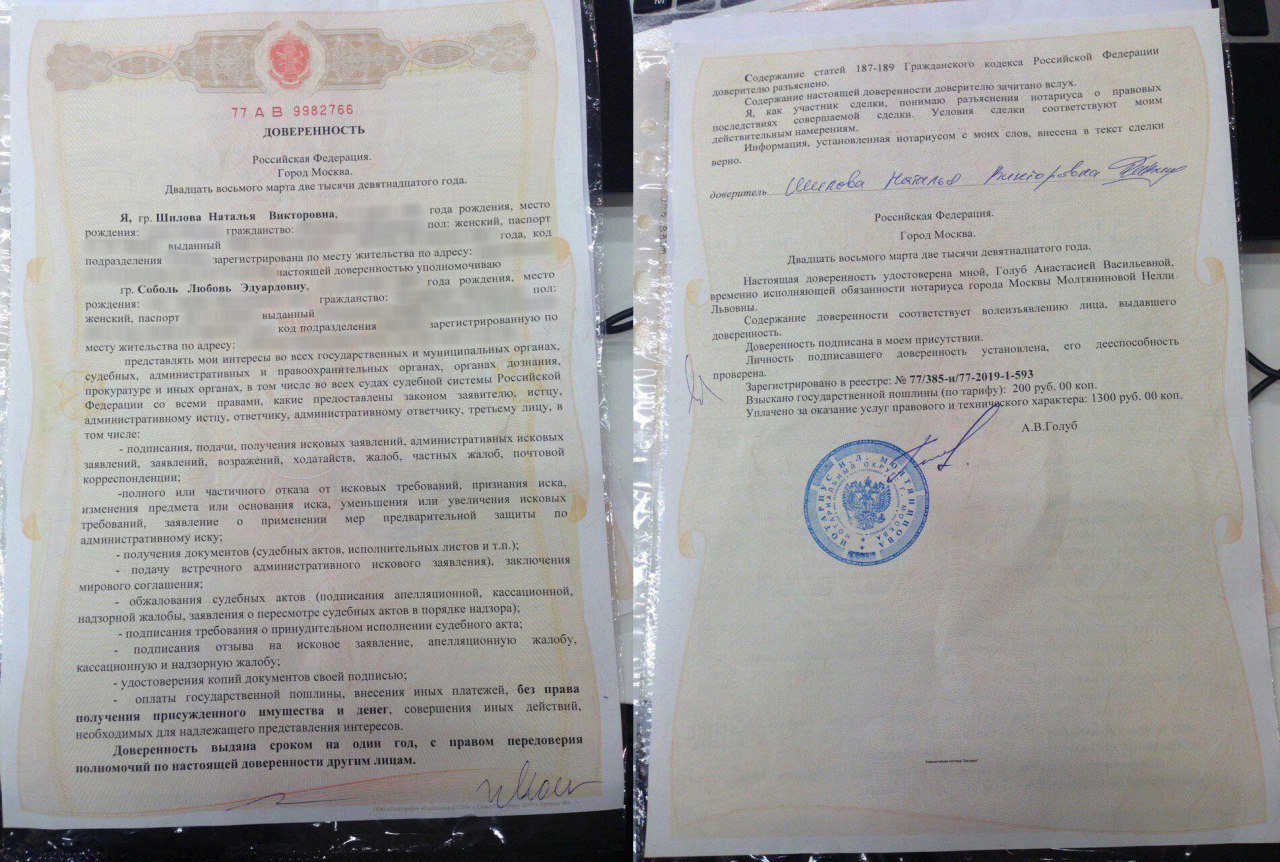 77 АВ 9982766
ДОВЕРЕННОСТЬ
Российская Федерация.
Город Москва.
Двадцать восьмого марта две тысячи девятнадцатого года.
Я, гр. Шилова Наталья Викторовна, года рождения, место
рождения: гражданство: пол: женский, паспорт
выданный года, код
подразделения зарегистрирована по месту жительства по адресу:
настоящей доверенностью уполномочиваю
гр. Соболь Любовь Эдуардовну, года рождения, место
рождения: гражданство: пол:
женский, паспорт выданный
код подразделения зарегистрированную по
месту жительства по адресу:
представлять мои интересы во всех государственных и муниципальных органах,
судебных, административных и правоохранительных органах, органах дознания,
прокуратуре и иных органах, в том числе во всех судах судебной системы Российской
Федерации со всеми правами, какие предоставлены законом заявителю, истцу,
административному истцу, ответчику, административному ответчику, третьему лицу, в
том числе:
- подписания, подачи, получения исковых заявлений, административных исковых
заявлений, заявлений, возражений, ходатайств, жалоб, частных жалоб, почтовой
корреспонденции;
-полного или частичного отказа от исковых требований, признания иска,
изменения предмета или основания иска, уменьшения или увеличения исковых
требований, заявление о применении мер предварительной защиты по
административному иску;
- получения документов (судебных актов, исполнительных листов и т.п.);
- подачу встречного административного искового заявления), заключения
мирового соглашения;
- обжалования судебных актов (подписания апелляционной, кассационной,
надзорной жалобы, заявления о пересмотре судебных актов в порядке надзора);
- подписания требования о принудительном исполнении судебного акта;
- подписания отзыва на исковое заявление, апелляционную жалобу,
кассационную и надзорную жалобу;
- удостоверения копий документов своей подписью;
- оплаты государственной пошлины, внесения иных платежей, без права
получения присужденного имущества и денег, совершения иных действий,
необходимых для надлежащего представления интересов.
Доверенность выдана сроком на один год, с правом передоверия
полномочий по настоящей доверенности другим лицам.
Содержание статей 187-189 Гражданского кодекса Российской Федерации
доверителю разъяснено.
Содержание настоящей доверенности доверителю зачитано вслух.
Я, как участник сделки, понимаю разъяснения нотариуса о правовых
последствиях совершаемой сделки. Условия сделки соответствуют моим
действительным намерениям.
Информация, установленная нотариусом с моих слов, внесена в текст сделки
верно.
доверитель Шилова Наталья Викторовна
Российская Федерация.
Город Москва.
Двадцать восьмого марта две тысячи девятнадцатого года.
Настоящая доверенность удостоверена мной, Голуб Анастасией Васильевной,
временно исполняющей обязанности нотариуса города Москвы Молтяниновой Нелли
Львовны.
Содержание доверенности соответствует волеизъявлению лица, выдавшего
доверенность.
Доверенность подписана в моем присутствии.
Личность подписавшего доверенность установлена, его дееспособность
проверена.
Зарегистрировано в реестре: № 77/385-н/77-2019-1-593
Взыскано государственной пошлины (по тарифу): 200 руб. 00 коп.
Уплачено за оказание услуг правового и технического характера: 1300 руб. 00 коп.
А.В.Голуб
НОТАРИУС Н.Л. МОЛТЯНИНОВА
НОТАРИАЛЬНЫЙ ОКРУГ Г. МОСКВА